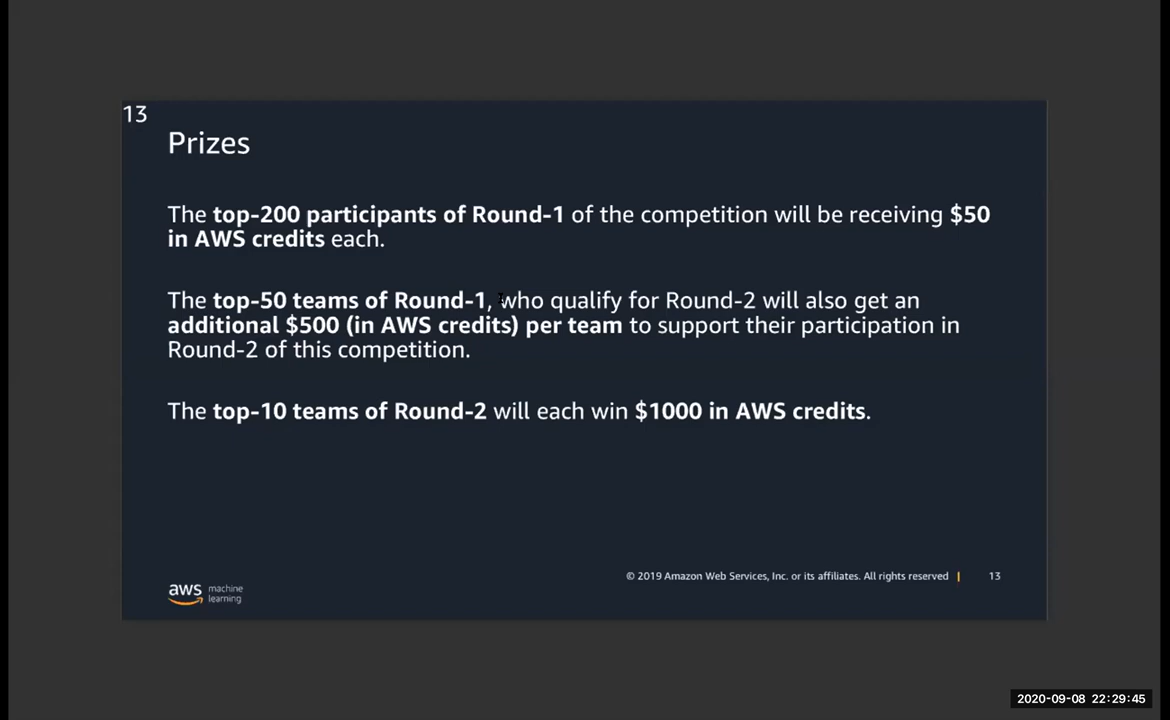 13
Prizes
The top-200 participants of Round-1 of the competition will be receiving $50
in AWS credits each.
The top-50 teams of Round-1, who qualify for Round-2 will also get an
additional $500 (in AWS credits) per team to support their participation in
Round-2 of this competition.
The top-10 teams of Round-2 will each win $1000 in AWS credits.
© 2019 Amazon Web Services, Inc. or its affiliates. All rights reserved | 13
aws machine
learning
2020-09-08 22:29:45